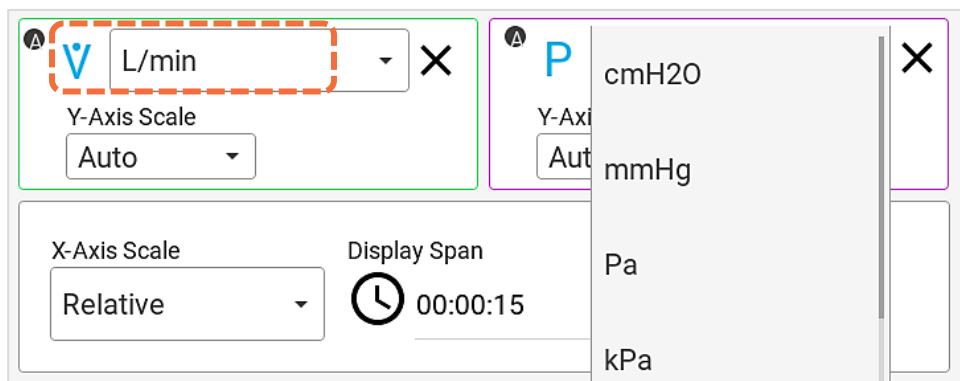 A V̇ L/min
Y-Axis Scale
Auto
A P
Y-Axi
Aut
cmH2O
mmHg
Pa
kPa
X-Axis Scale
Relative
Display Span
00:00:15